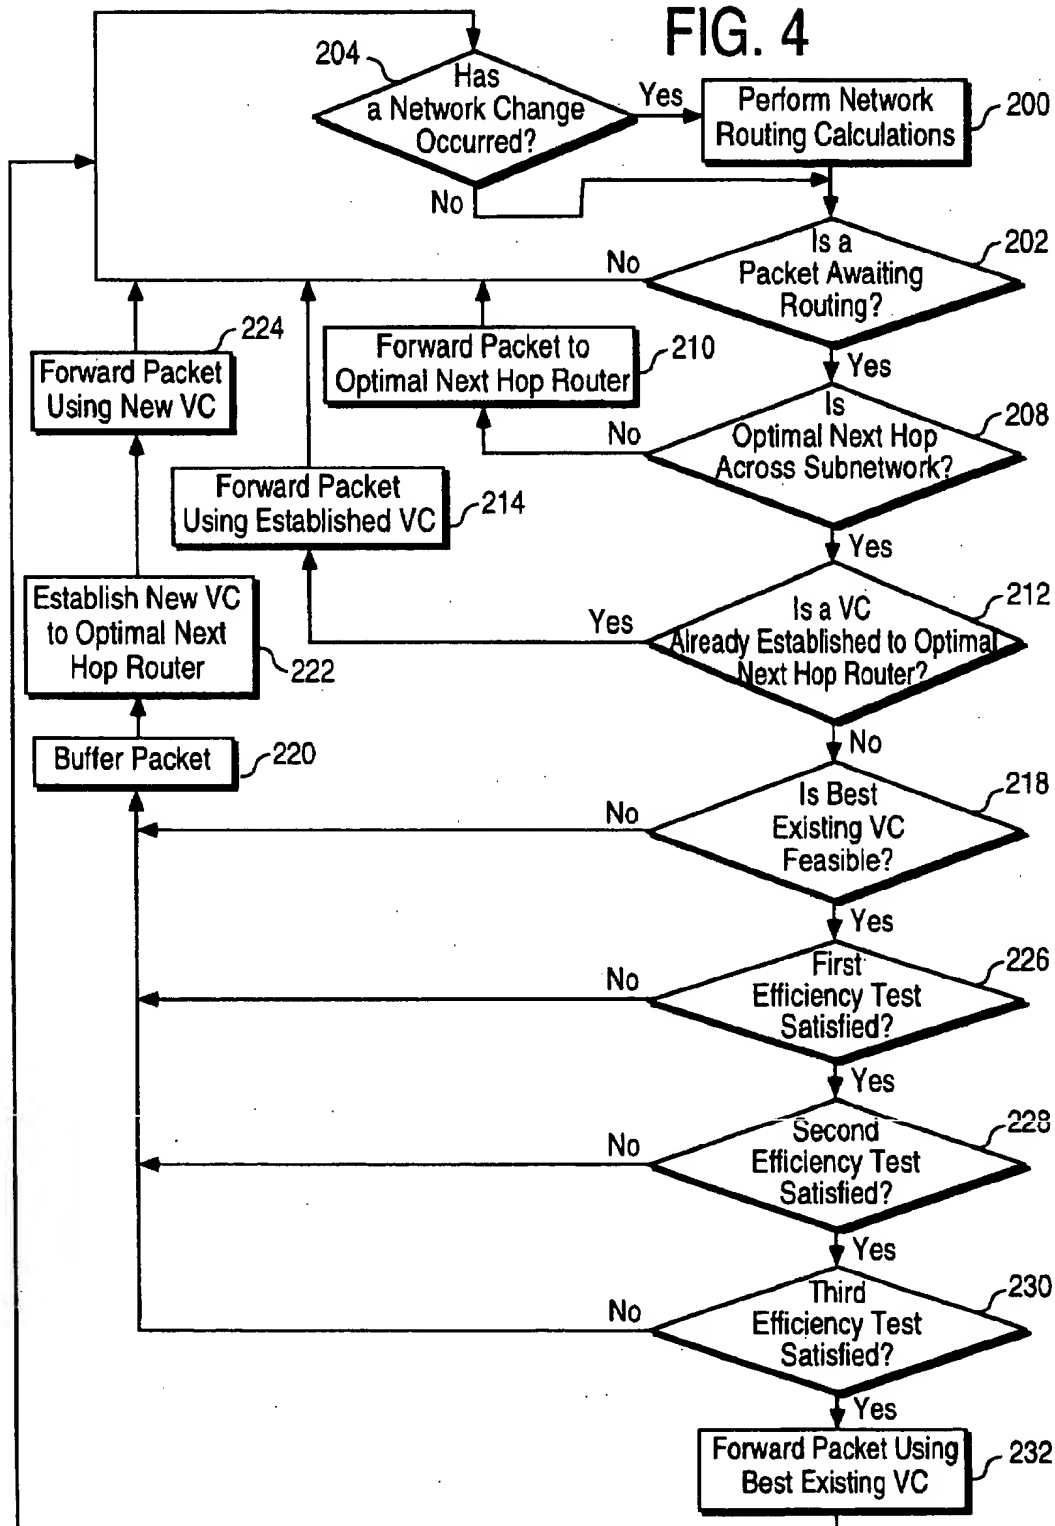 FIG. 4
204
Has
a Network Change
Occurred?
Yes
Perform Network
Routing Calculations
200
No
Is a
Packet Awaiting
Routing?
202
No
Yes
224
Forward Packet
Using New VC
Forward Packet to
Optimal Next Hop Router
210
Is
Optimal Next Hop
Across Subnetwork?
208
No
Yes
Forward Packet
Using Established VC
214
Establish New VC
to Optimal Next
Hop Router
222
Is a VC
Already Established to Optimal
Next Hop Router?
212
Yes
No
Buffer Packet
220
Is Best
Existing VC
Feasible?
218
No
Yes
First
Efficiency Test
Satisfied?
226
No
Yes
Second
Efficiency Test
Satisfied?
228
No
Yes
Third
Efficiency Test
Satisfied?
230
No
Yes
Forward Packet Using
Best Existing VC
232